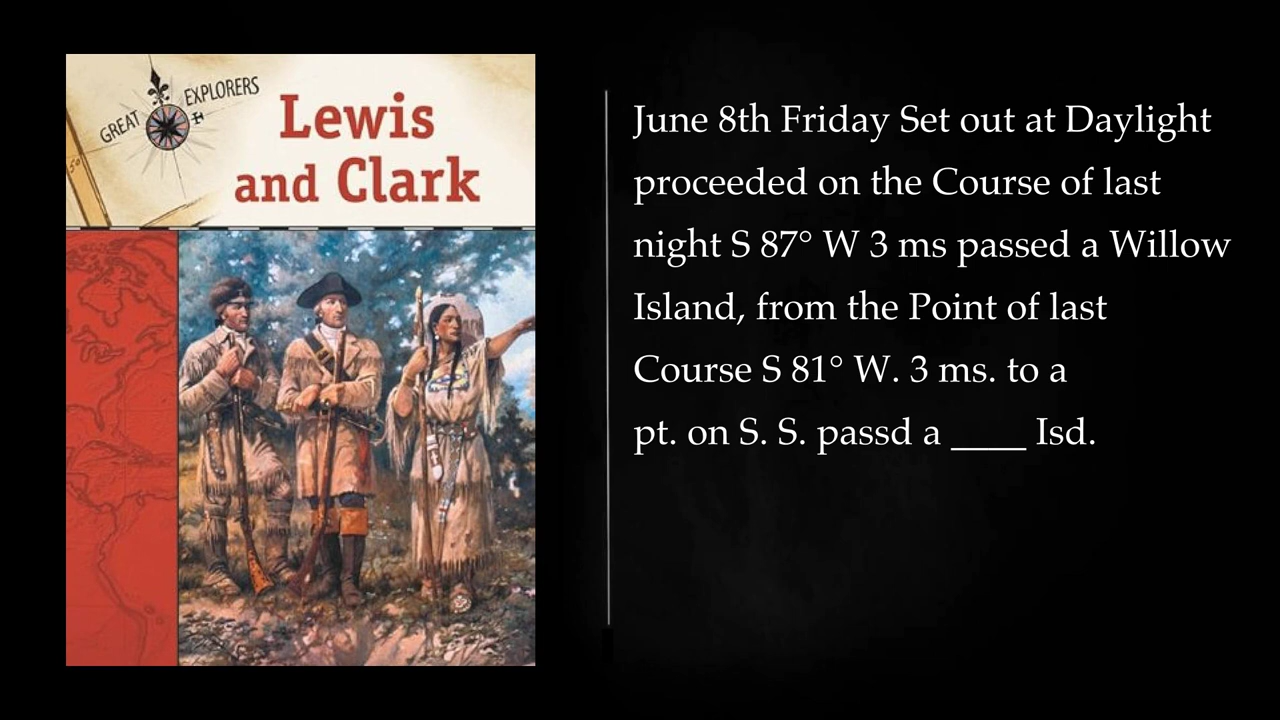 GREAT EXPLORERS
Lewis
and Clark
50
June 8th Friday Set out at Daylight
proceeded on the Course of last
night S 87° W 3 ms passed a Willow
Island, from the Point of last
Course S 81° W. 3 ms. to a
pt. on S. S. passd a ____ Isd.